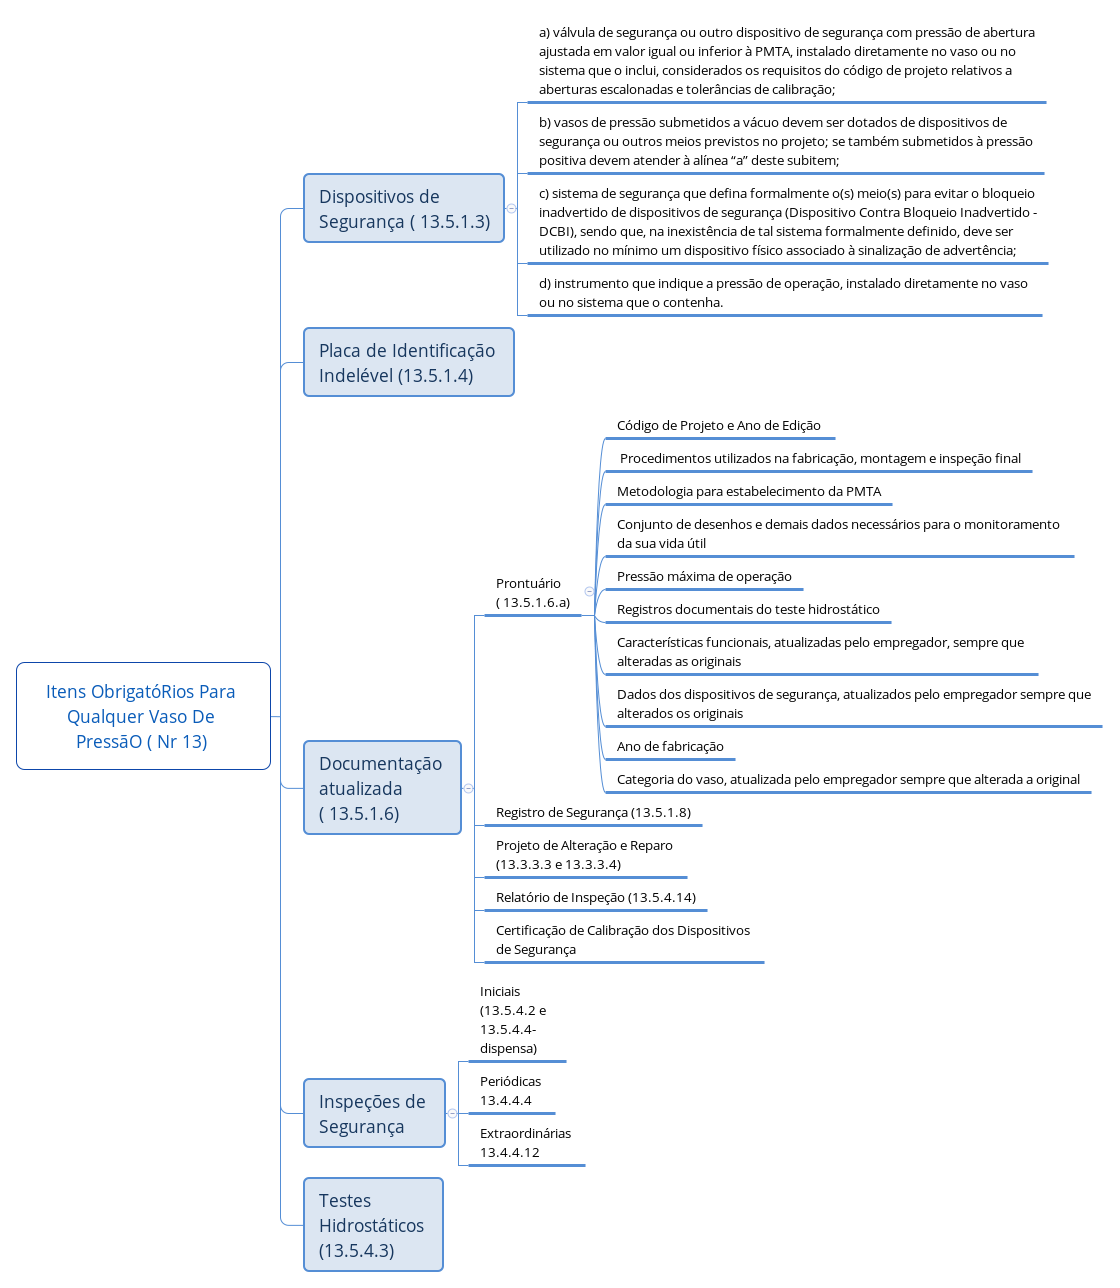 a) válvula de segurança ou outro dispositivo de segurança com pressão de abertura
ajustada em valor igual ou inferior à PMTA, instalado diretamente no vaso ou no
sistema que o inclui, considerados os requisitos do código de projeto relativos a
aberturas escalonadas e tolerâncias de calibração;
b) vasos de pressão submetidos a vácuo devem ser dotados de dispositivos de
segurança ou outros meios previstos no projeto; se também submetidos à pressão
positiva devem atender à alínea “a” deste subitem;
Dispositivos de
Segurança ( 13.5.1.3)
c) sistema de segurança que defina formalmente o(s) meio(s) para evitar o bloqueio
inadvertido de dispositivos de segurança (Dispositivo Contra Bloqueio Inadvertido -
DCBI), sendo que, na inexistência de tal sistema formalmente definido, deve ser
utilizado no mínimo um dispositivo físico associado à sinalização de advertência;
d) instrumento que indique a pressão de operação, instalado diretamente no vaso
ou no sistema que o contenha.
Placa de Identificação
Indelével (13.5.1.4)
Código de Projeto e Ano de Edição
Procedimentos utilizados na fabricação, montagem e inspeção final
Metodologia para estabelecimento da PMTA
Conjunto de desenhos e demais dados necessários para o monitoramento
da sua vida útil
Pressão máxima de operação
Prontuário
( 13.5.1.6.a)
Registros documentais do teste hidrostático
Características funcionais, atualizadas pelo empregador, sempre que
alteradas as originais
Dados dos dispositivos de segurança, atualizados pelo empregador sempre que
alterados os originais
Ano de fabricação
Categoria do vaso, atualizada pelo empregador sempre que alterada a original
Itens ObrigatóRios Para
Qualquer Vaso De
PressãO ( Nr 13)
Documentação
atualizada
( 13.5.1.6)
Registro de Segurança (13.5.1.8)
Projeto de Alteração e Reparo
(13.3.3.3 e 13.3.3.4)
Relatório de Inspeção (13.5.4.14)
Certificação de Calibração dos Dispositivos
de Segurança
Iniciais
(13.5.4.2 e
13.5.4.4-
dispensa)
Periódicas
13.4.4.4
Inspeções de
Segurança
Extraordinárias
13.4.4.12
Testes
Hidrostáticos
(13.5.4.3)